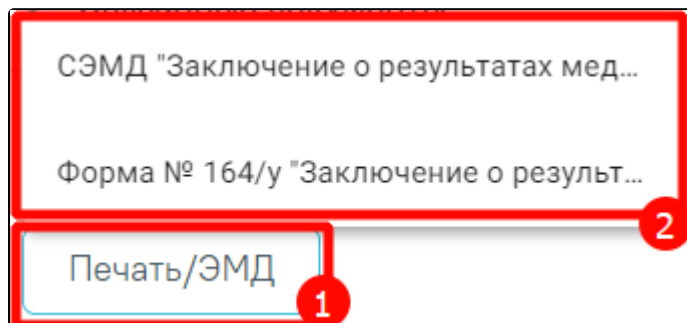 СЭМД "Заключение о результатах мед...
Форма № 164/у "Заключение о результ...
2
Печать/ЭМД
1